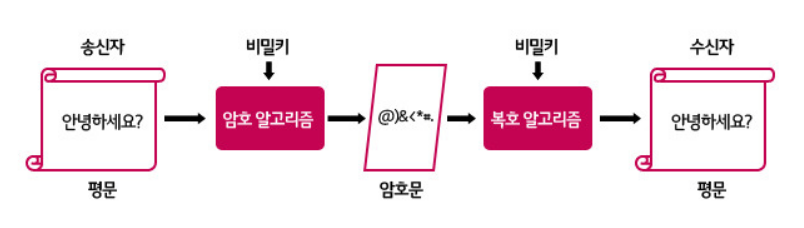 송신자
비밀키
비밀키
수신자
안녕하세요?
암호 알고리즘
@)&<*#.
복호 알고리즘
안녕하세요?
평문
암호문
평문